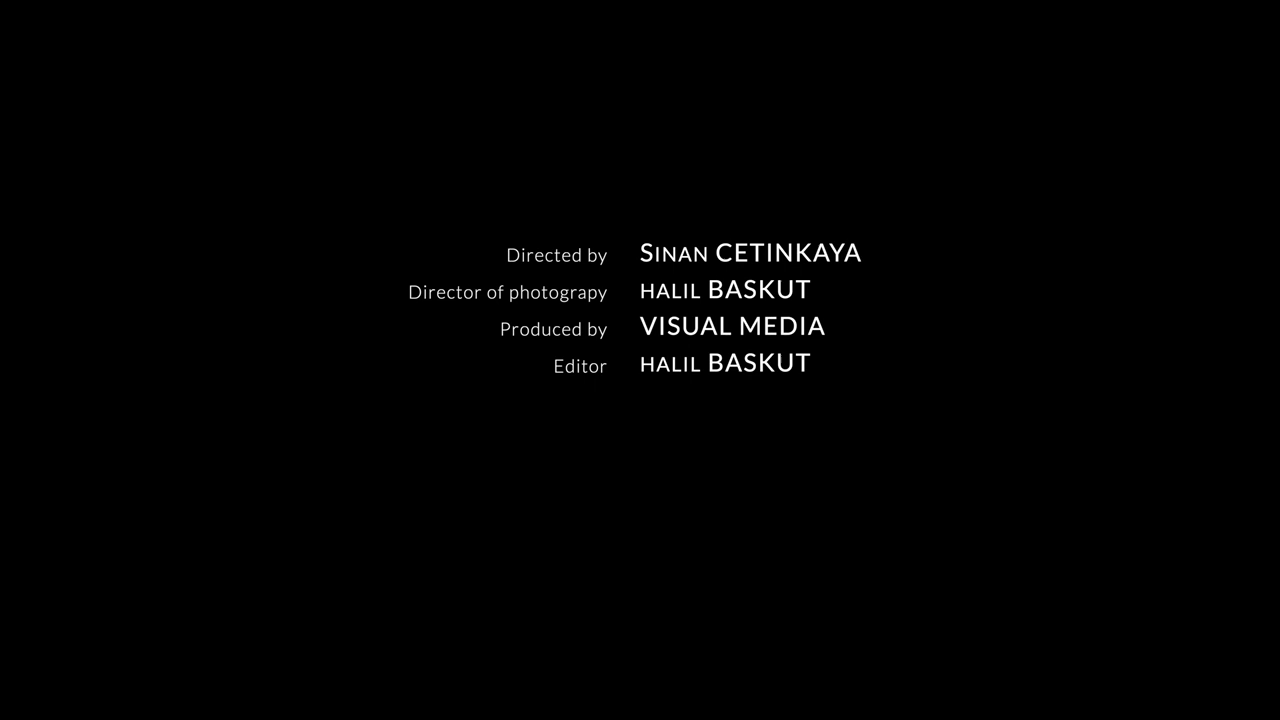 Directed by SINAN CETINKAYA
Director of photograpy HALIL BASKUT
Produced by VISUAL MEDIA
Editor HALIL BASKUT